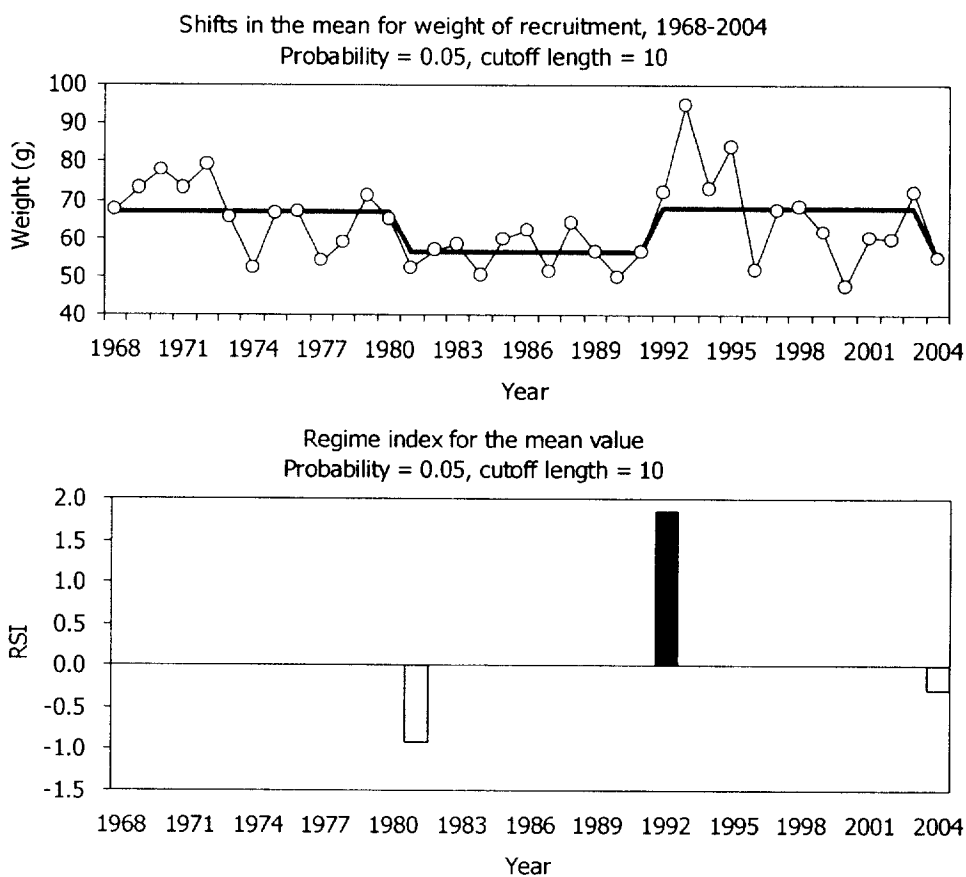 Shifts in the mean for weight of recruitment, 1968-2004
Probability = 0.05, cutoff length = 10
100
90
80
70
60
50
40
Weight (g)
1968 1971 1974 1977 1980 1983 1986 1989 1992 1995 1998 2001 2004
Year
Regime index for the mean value
Probability = 0.05, cutoff length = 10
2.0
1.5
1.0
0.5
0.0
-0.5
-1.0
-1.5
RSI
1968 1971 1974 1977 1980 1983 1986 1989 1992 1995 1998 2001 2004
Year